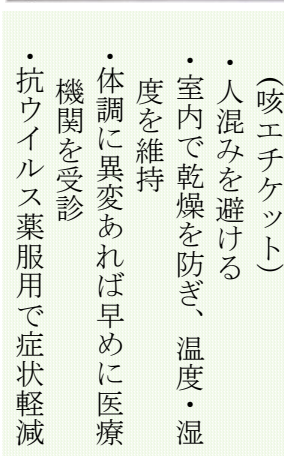 (咳エチケット)
・人混みを避ける
・室内で乾燥を防ぎ、温度・湿
度を維持
・体調に異変あれば早めに医療
機関を受診
・抗ウイルス薬服用で症状軽減